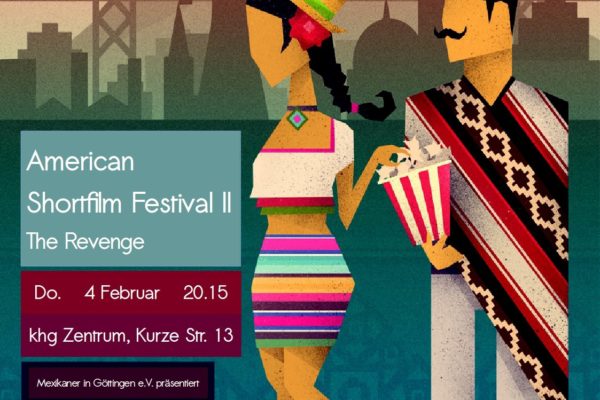 American
Shortfilm Festival II
The Revenge
Do. 4 Februar 20.15
khg Zentrum, Kurze Str. 13
Mexikaner in Göttingen e.V. präsentiert